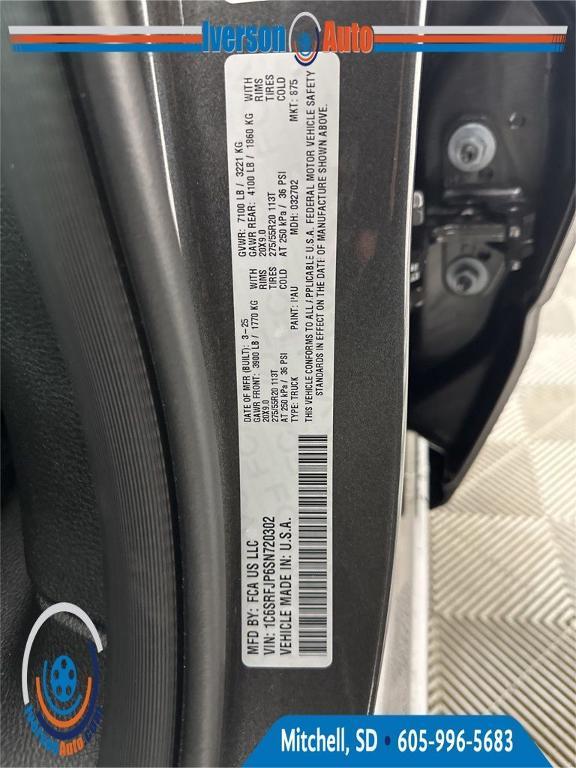 Iverson Auto
MFD BY: FCA US LLC
VIN: 1C6SRFJP6SN720302
VEHICLE MADE IN: U.S.A.
DATE OF MFR (BUILT): 3-25
GAWR FRONT: 3900 LB / 1770 KG WITH
20X9.0 RIMS
275/55R20 113T TIRES
AT 250 kPa / 36 PSI COLD
TYPE: TRUCK PAINT: PAU
GVWR: 7100 LB / 3221 KG
GAWR REAR: 4100 LB / 1860 KG WITH
20X9.0 RIMS
275/55R20 113T TIRES
AT 250 kPa / 36 PSI COLD
MDH: 032702 MKT: 875
THIS VEHICLE CONFORMS TO ALL APPLICABLE U.S.A. FEDERAL MOTOR VEHICLE SAFETY
STANDARDS IN EFFECT ON THE DATE OF MANUFACTURE SHOWN ABOVE.
Iverson
Auto.com
Mitchell, SD • 605-996-5683